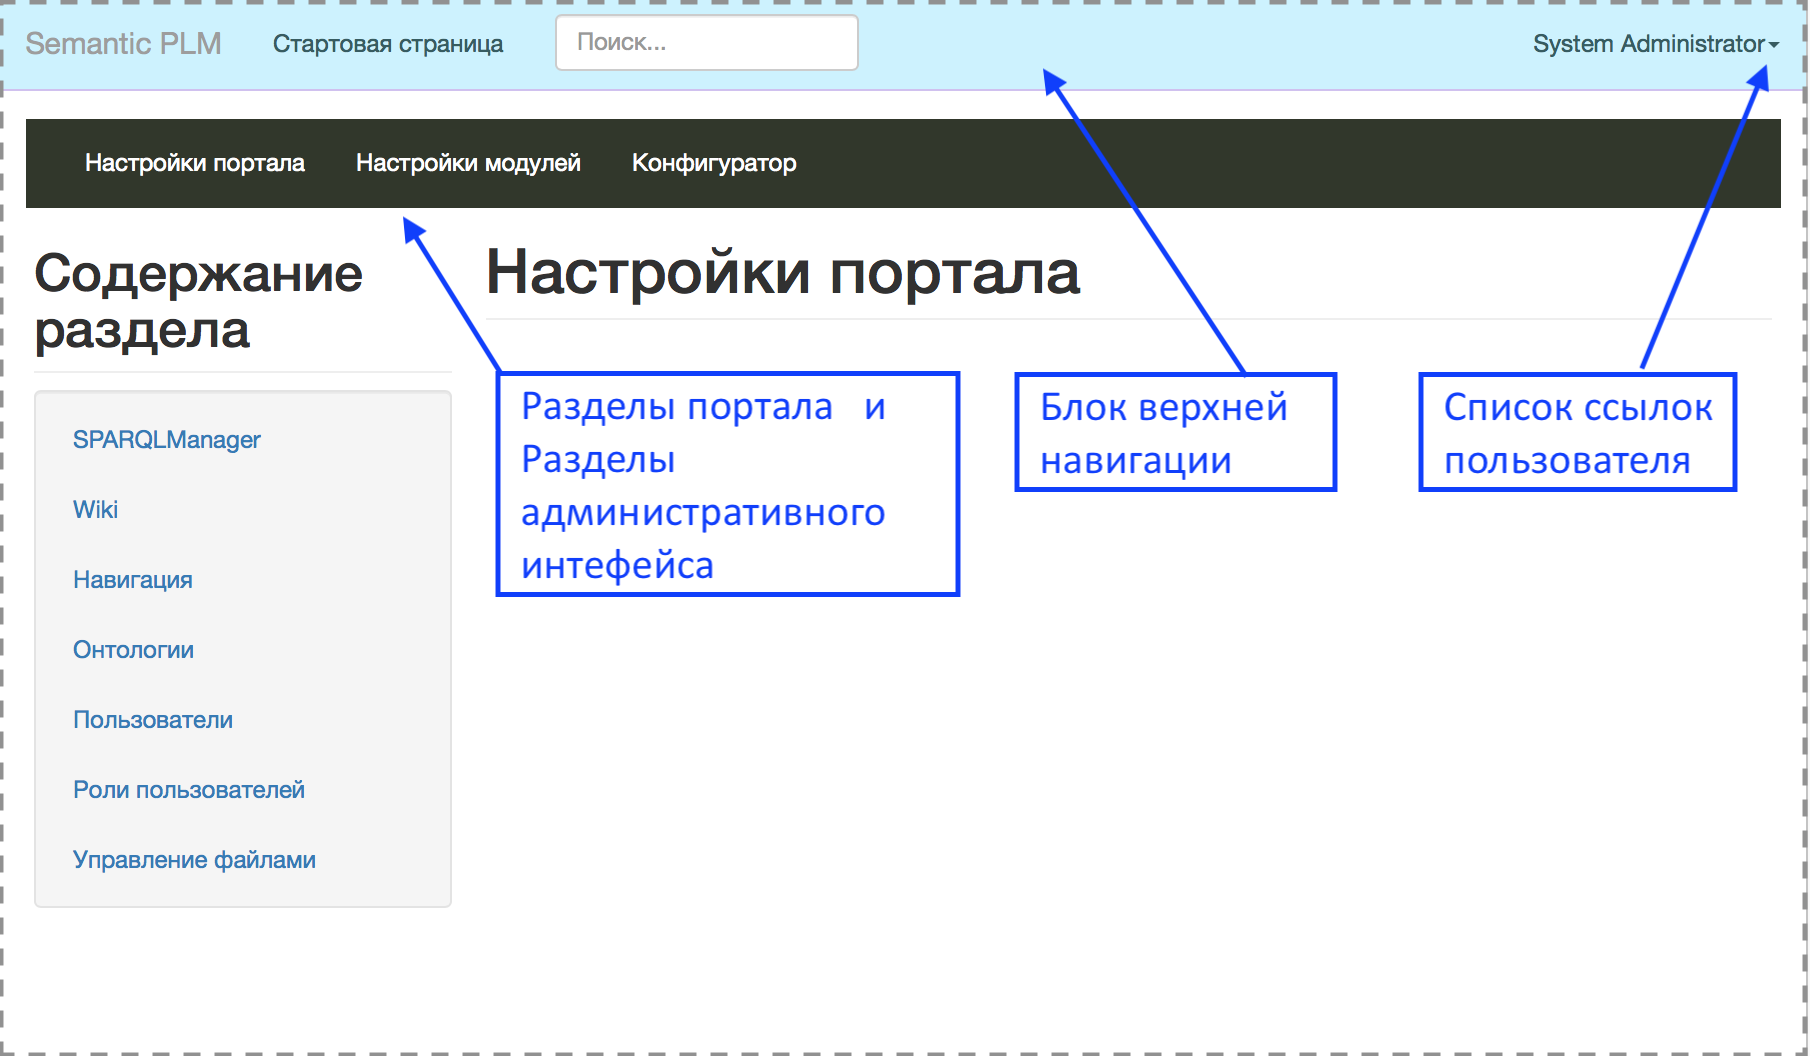 Semantic PLM Стартовая страница Поиск... System Administrator
Настройки портала Настройки модулей Конфигуратор
Содержание
раздела
Настройки портала
SPARQLManager
Wiki
Навигация
Онтологии
Пользователи
Роли пользователей
Управление файлами
Разделы портала и
Разделы
административного
интефейса
Блок верхней
навигации
Список ссылок
пользователя